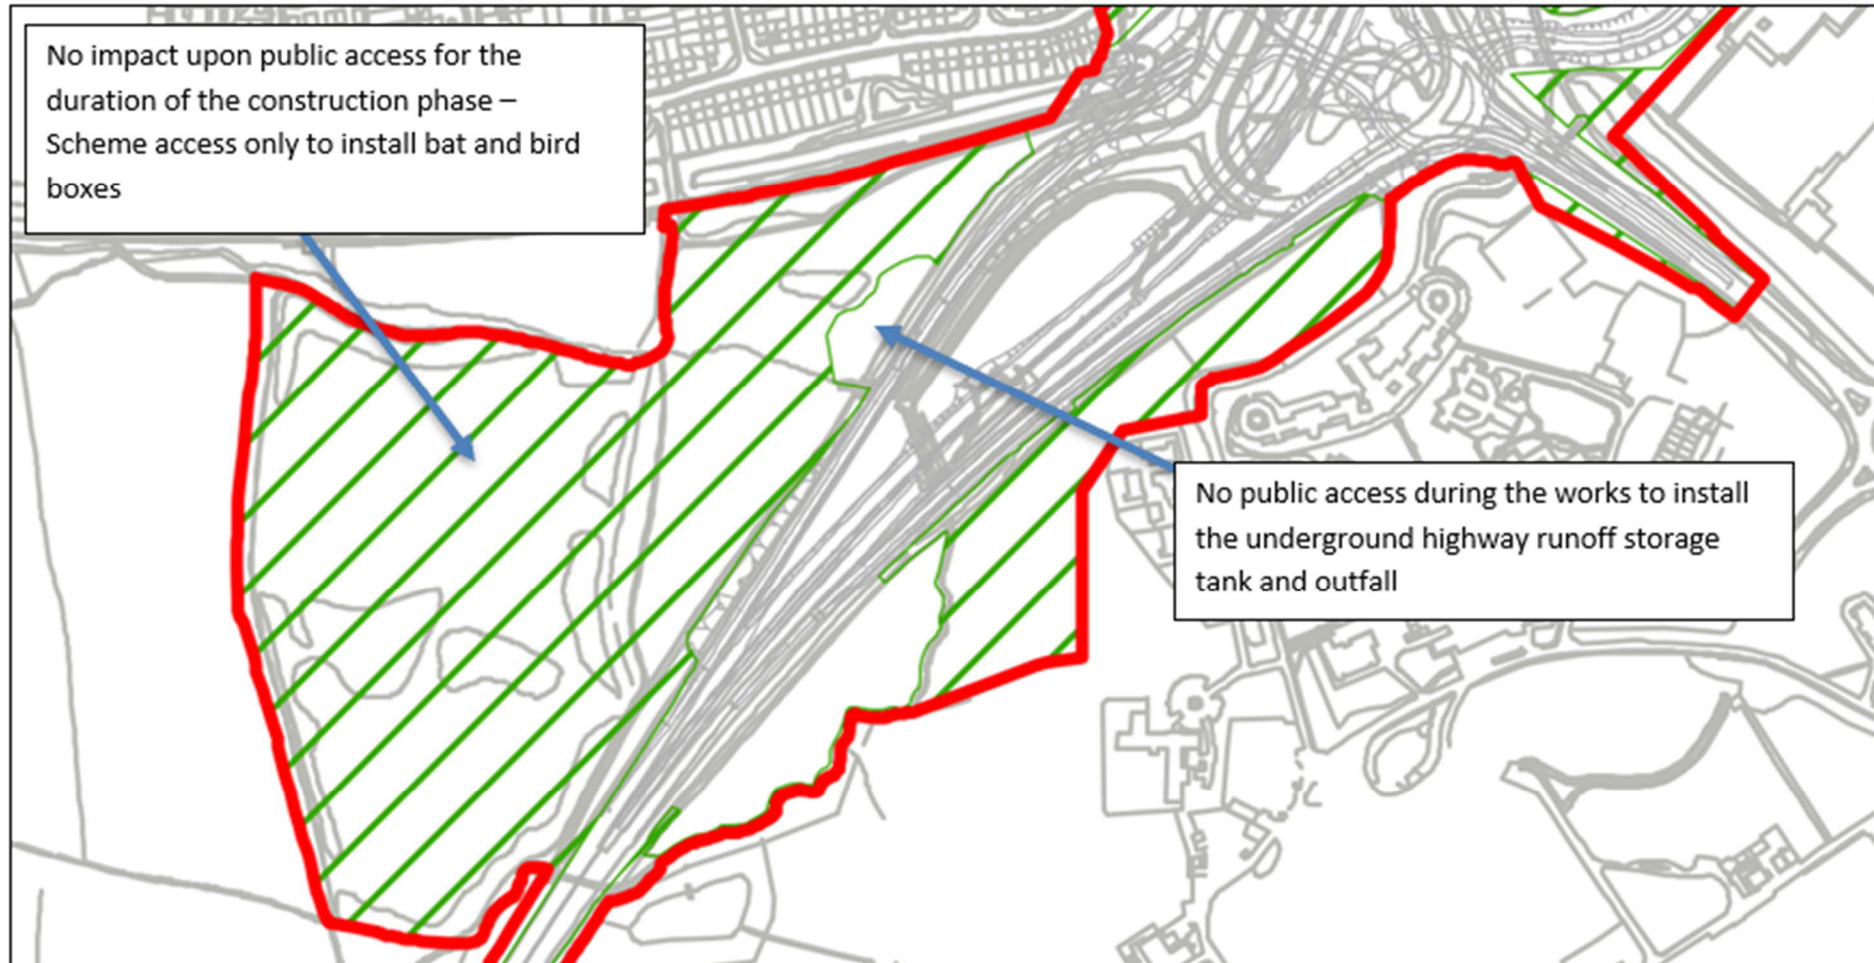 No impact upon public access for the
duration of the construction phase –
Scheme access only to install bat and bird
boxes
No public access during the works to install
the underground highway runoff storage
tank and outfall